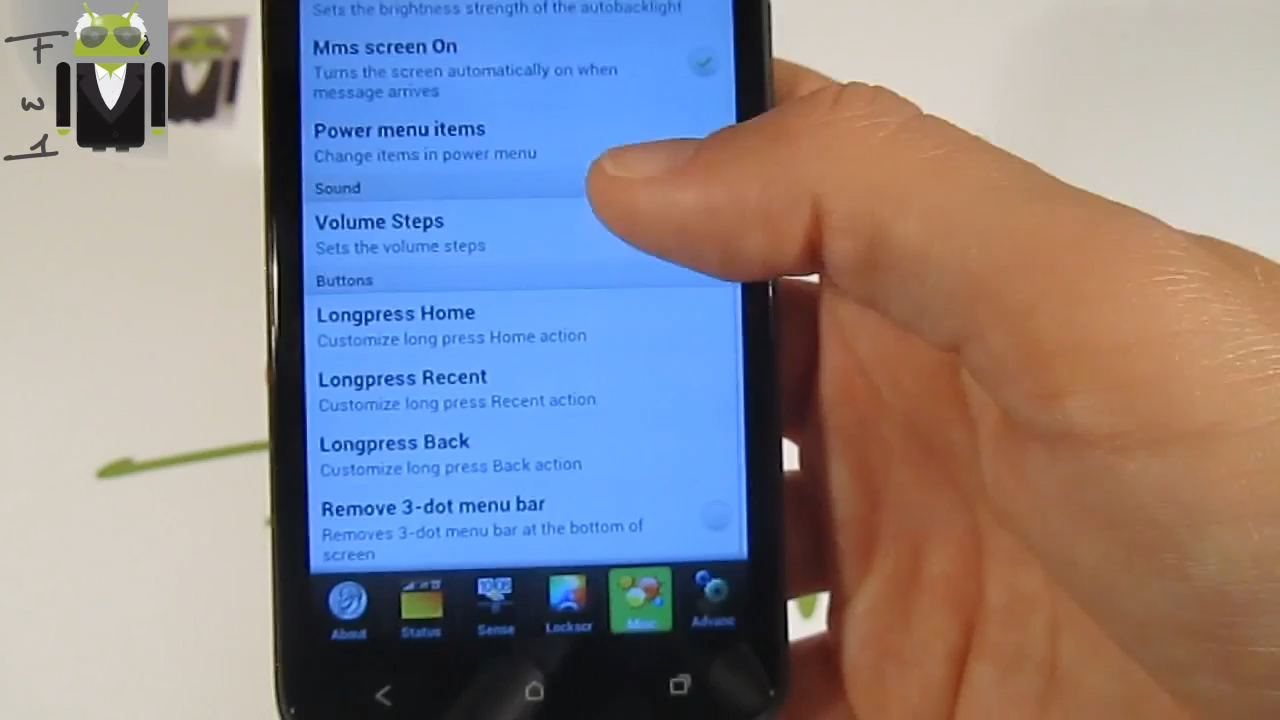 F
W
1
Sets the brightness strength of the autobacklight
Mms screen On
Turns the screen automatically on when
message arrives
Power menu items
Change items in power menu
Sound
Volume Steps
Sets the volume steps
Buttons
Longpress Home
Customize long press Home action
Longpress Recent
Customize long press Recent action
Longpress Back
Customize long press Back action
Remove 3-dot menu bar
Removes 3-dot menu bar at the bottom of
screen
10:08
About Status Sense Lockscr Misc Advanc